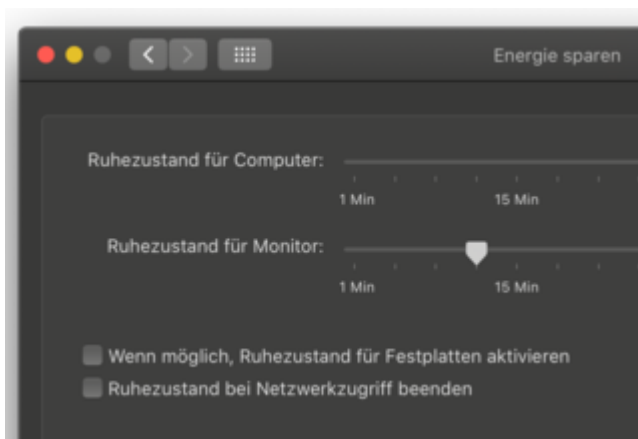 Energie sparen
Ruhezustand für Computer:
1 Min 15 Min
Ruhezustand für Monitor:
1 Min 15 Min
Wenn möglich, Ruhezustand für Festplatten aktivieren
Ruhezustand bei Netzwerkzugriff beenden